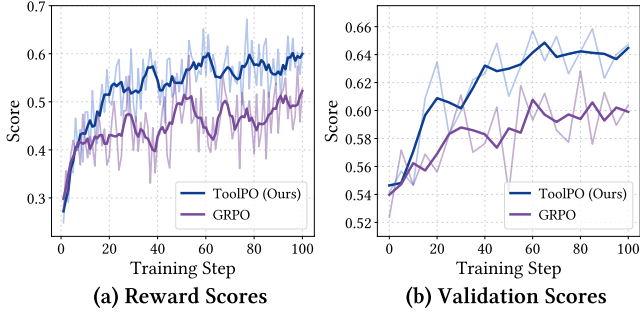 0.7
0.6
0.5
0.4
0.3
Score
0 20 40 60 80 100
Training Step
ToolPO (Ours)
GRPO
(a) Reward Scores
0.66
0.64
0.62
0.60
0.58
0.56
0.54
0.52
Score
0 20 40 60 80 100
Training Step
ToolPO (Ours)
GRPO
(b) Validation Scores